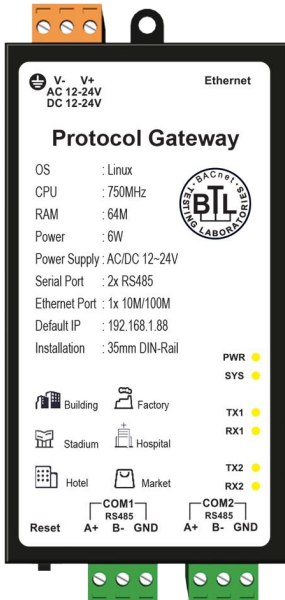 V- V+
AC 12-24V
DC 12-24V
Ethernet
Protocol Gateway
OS : Linux
CPU : 750MHz
RAM : 64M
Power : 6W
Power Supply : AC/DC 12~24V
Serial Port : 2x RS485
Ethernet Port : 1x 10M/100M
Default IP : 192.168.1.88
Installation : 35mm DIN-Rail
BACnet
BTL
TESTING LABORATORIES
PWR
SYS
Building
Factory
TX1
RX1
Stadium
Hospital
Hotel
Market
TX2
RX2
COM1
RS485
COM2
RS485
Reset
A+ B- GND
A+ B- GND